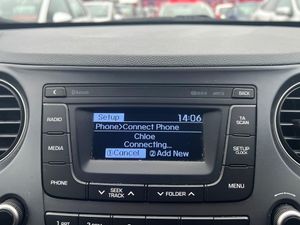 Bluetooth
BACK
Setup 14:06
Phone>Connect Phone
Chloe
Connecting...
1 Cancel 2 Add New
RADIO
MEDIA
PHONE
TA
SCAN
SETUP
CLOCK
MENU
SEEK
TRACK
FOLDER